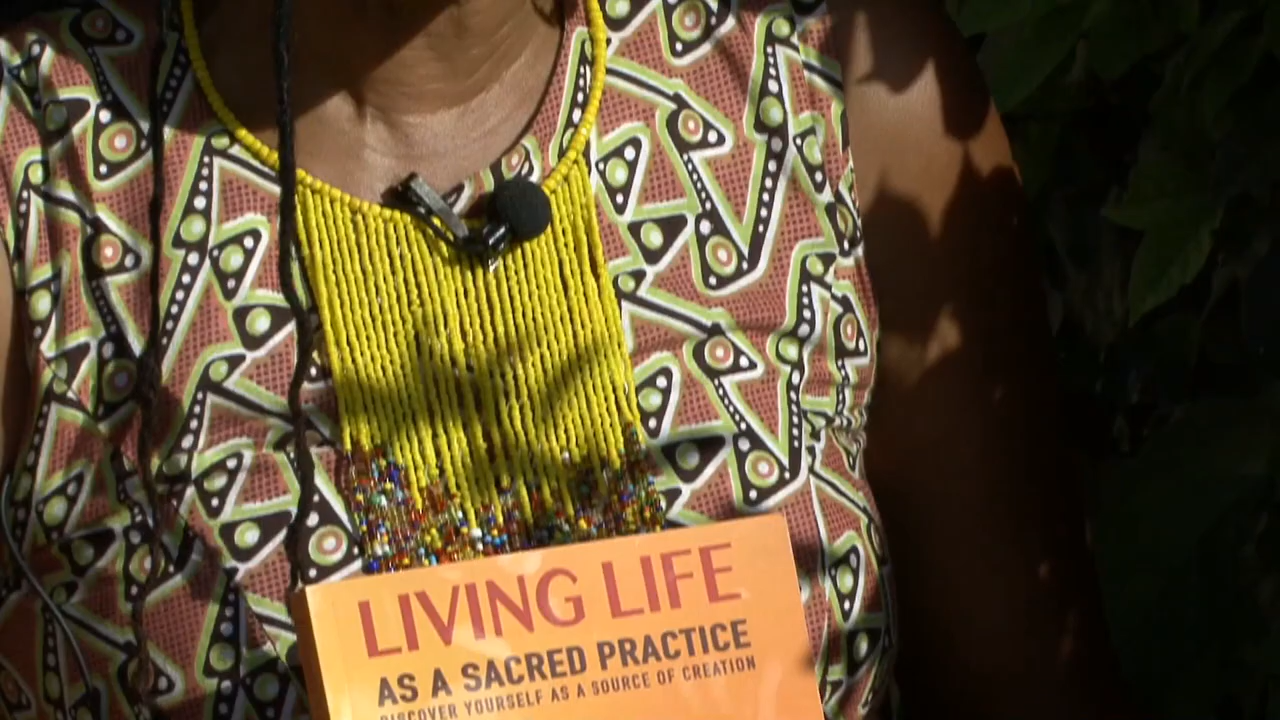 LIVING LIFE
AS A SACRED PRACTICE
DISCOVER YOURSELF AS A SOURCE OF CREATION